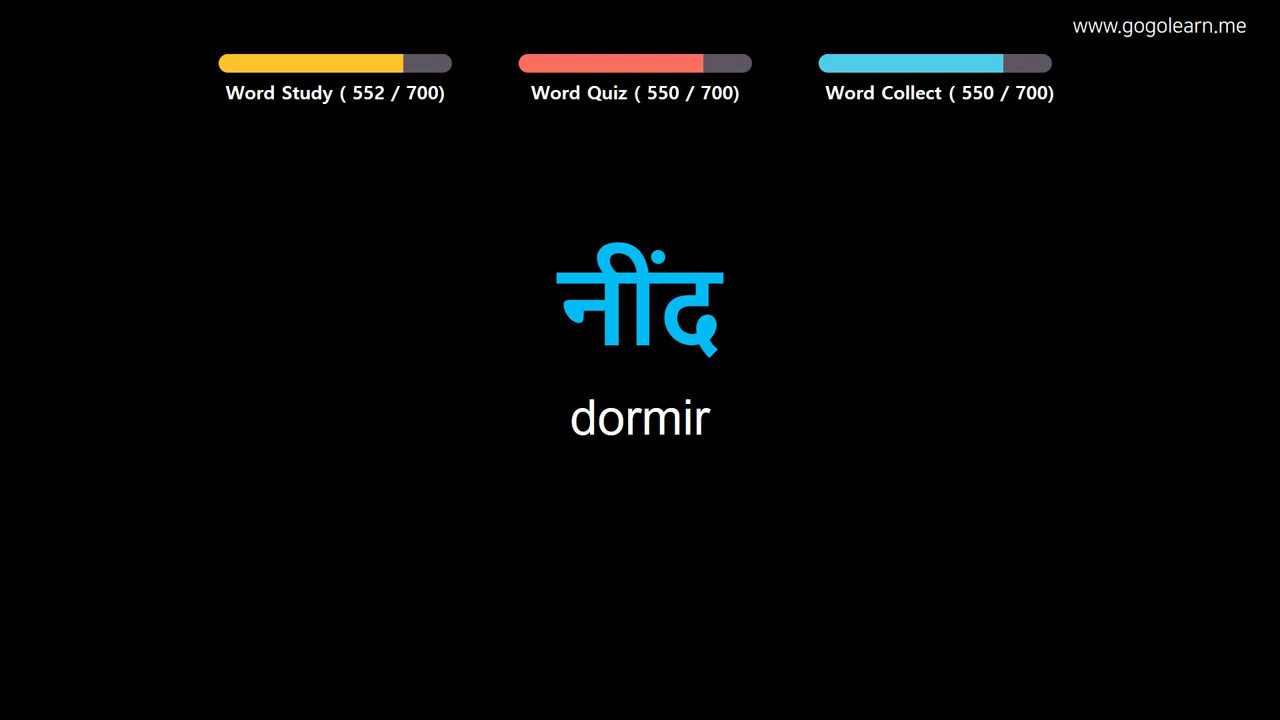 www.gogolearn.me
Word Study ( 552 / 700)
Word Quiz ( 550 / 700)
Word Collect ( 550 / 700)
नींद
dormir